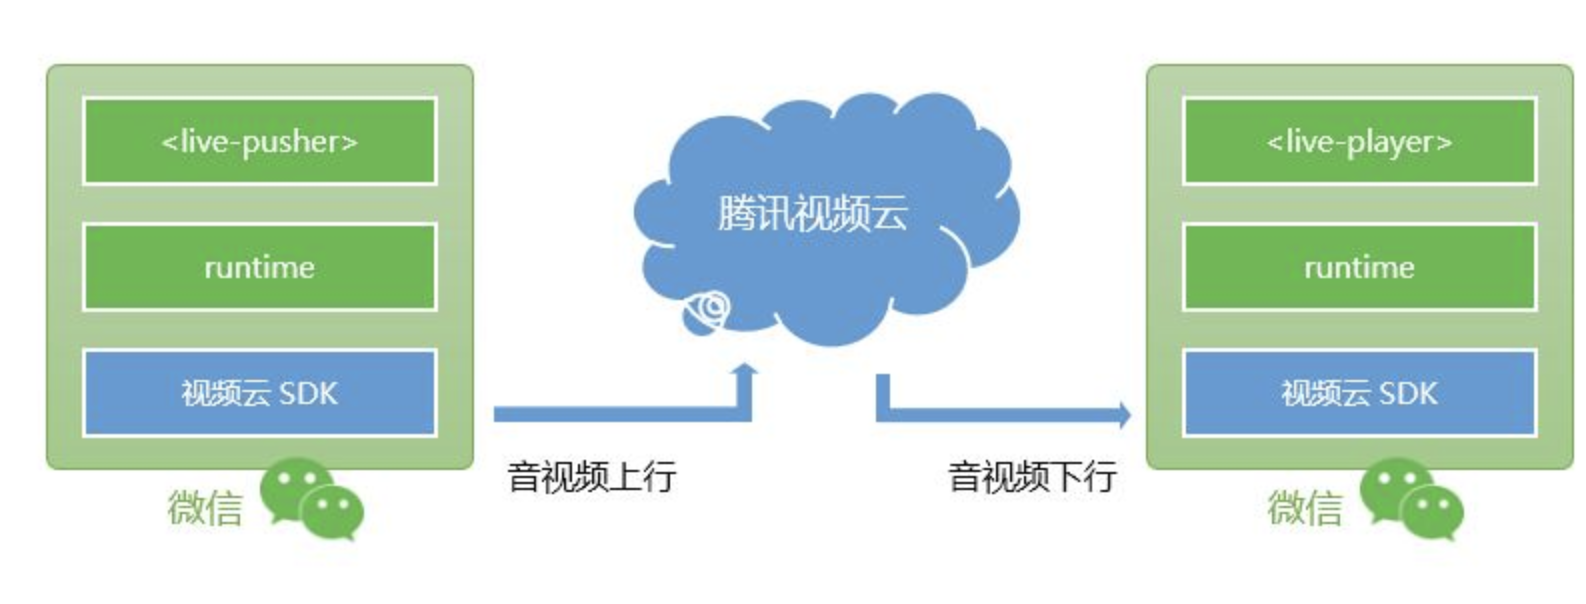 <live-pusher>
runtime
视频云 SDK
微信
音视频上行
腾讯视频云
音视频下行
<live-player>
runtime
视频云 SDK
微信